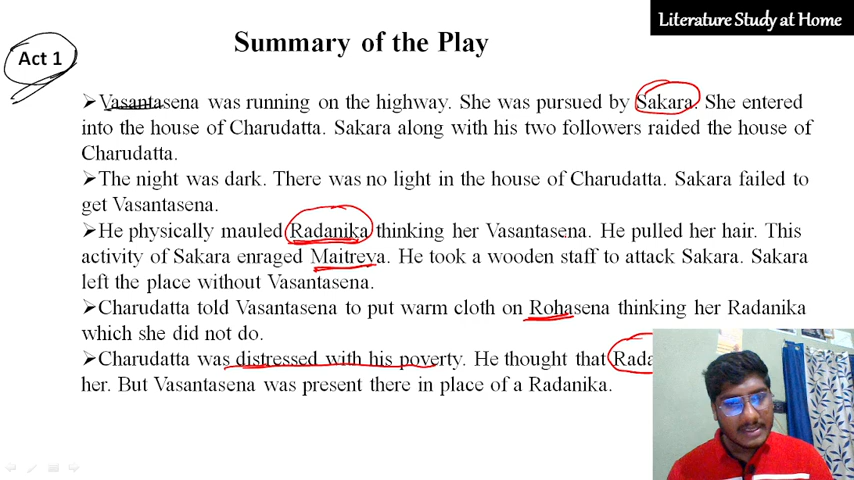 Literature Study at Home
Summary of the Play
Act 1
➢Vasantasena was running on the highway. She was pursued by Sakara. She entered
into the house of Charudatta. Sakara along with his two followers raided the house of
Charudatta.
➢The night was dark. There was no light in the house of Charudatta. Sakara failed to
get Vasantasena.
➢He physically mauled Radanika thinking her Vasantasena. He pulled her hair. This
activity of Sakara enraged Maitreya. He took a wooden staff to attack Sakara. Sakara
left the place without Vasantasena.
➢Charudatta told Vasantasena to put warm cloth on Rohasena thinking her Radanika
which she did not do.
➢Charudatta was distressed with his poverty. He thought that
her. But Vasantasena was present there in place of a Radanika.